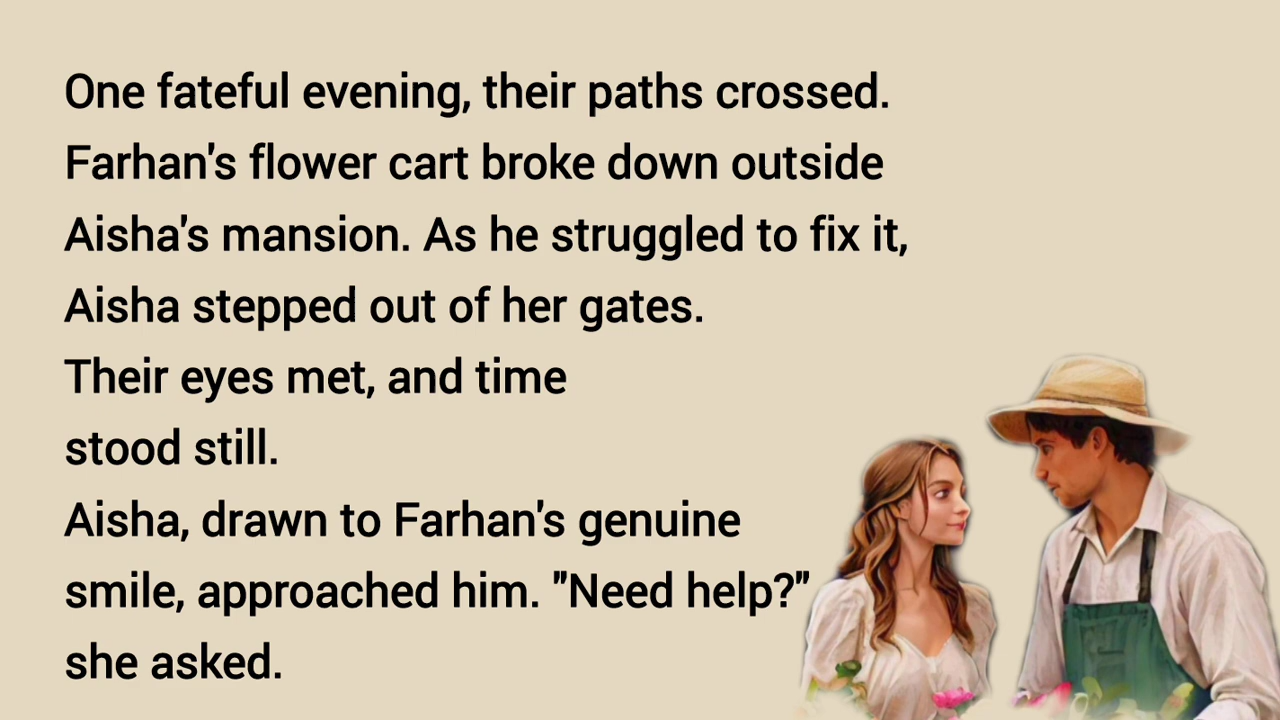 One fateful evening, their paths crossed.
Farhan's flower cart broke down outside
Aisha's mansion. As he struggled to fix it,
Aisha stepped out of her gates.
Their eyes met, and time
stood still.
Aisha, drawn to Farhan's genuine
smile, approached him. "Need help?"
she asked.